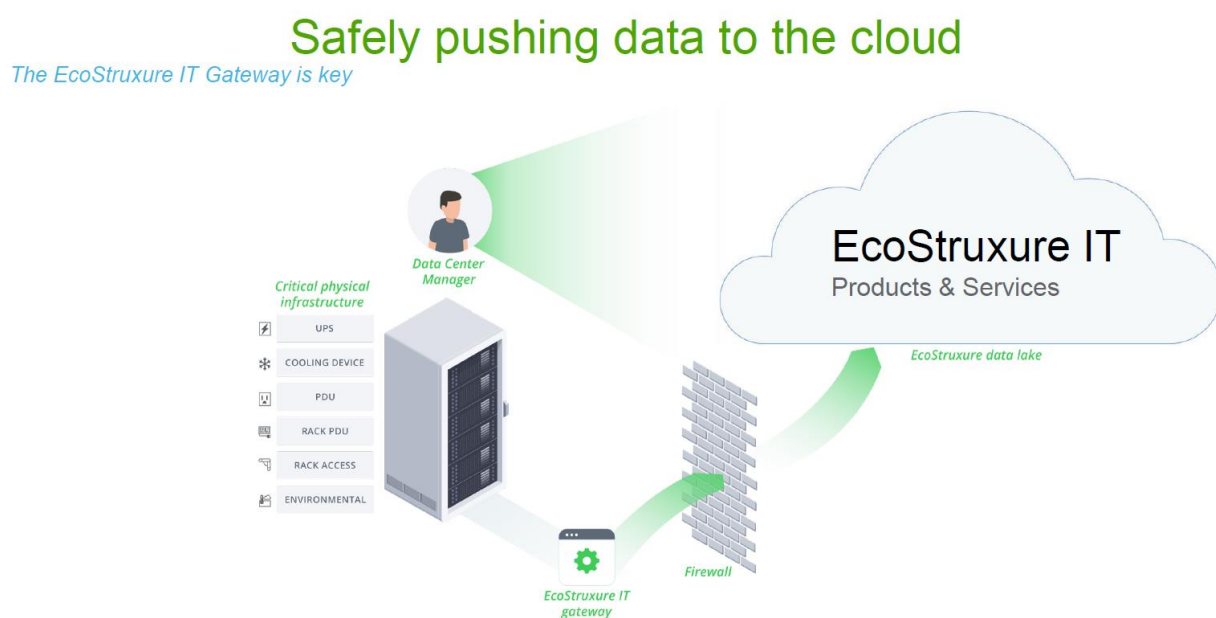 Safely pushing data to the cloud
The EcoStruxure IT Gateway is key
Data Center
Manager
EcoStruxure IT
Products & Services
Critical physical
infrastructure
UPS
COOLING DEVICE
PDU
RACK PDU
RACK ACCESS
ENVIRONMENTAL
EcoStruxure data lake
Firewall
EcoStruxure IT
gateway